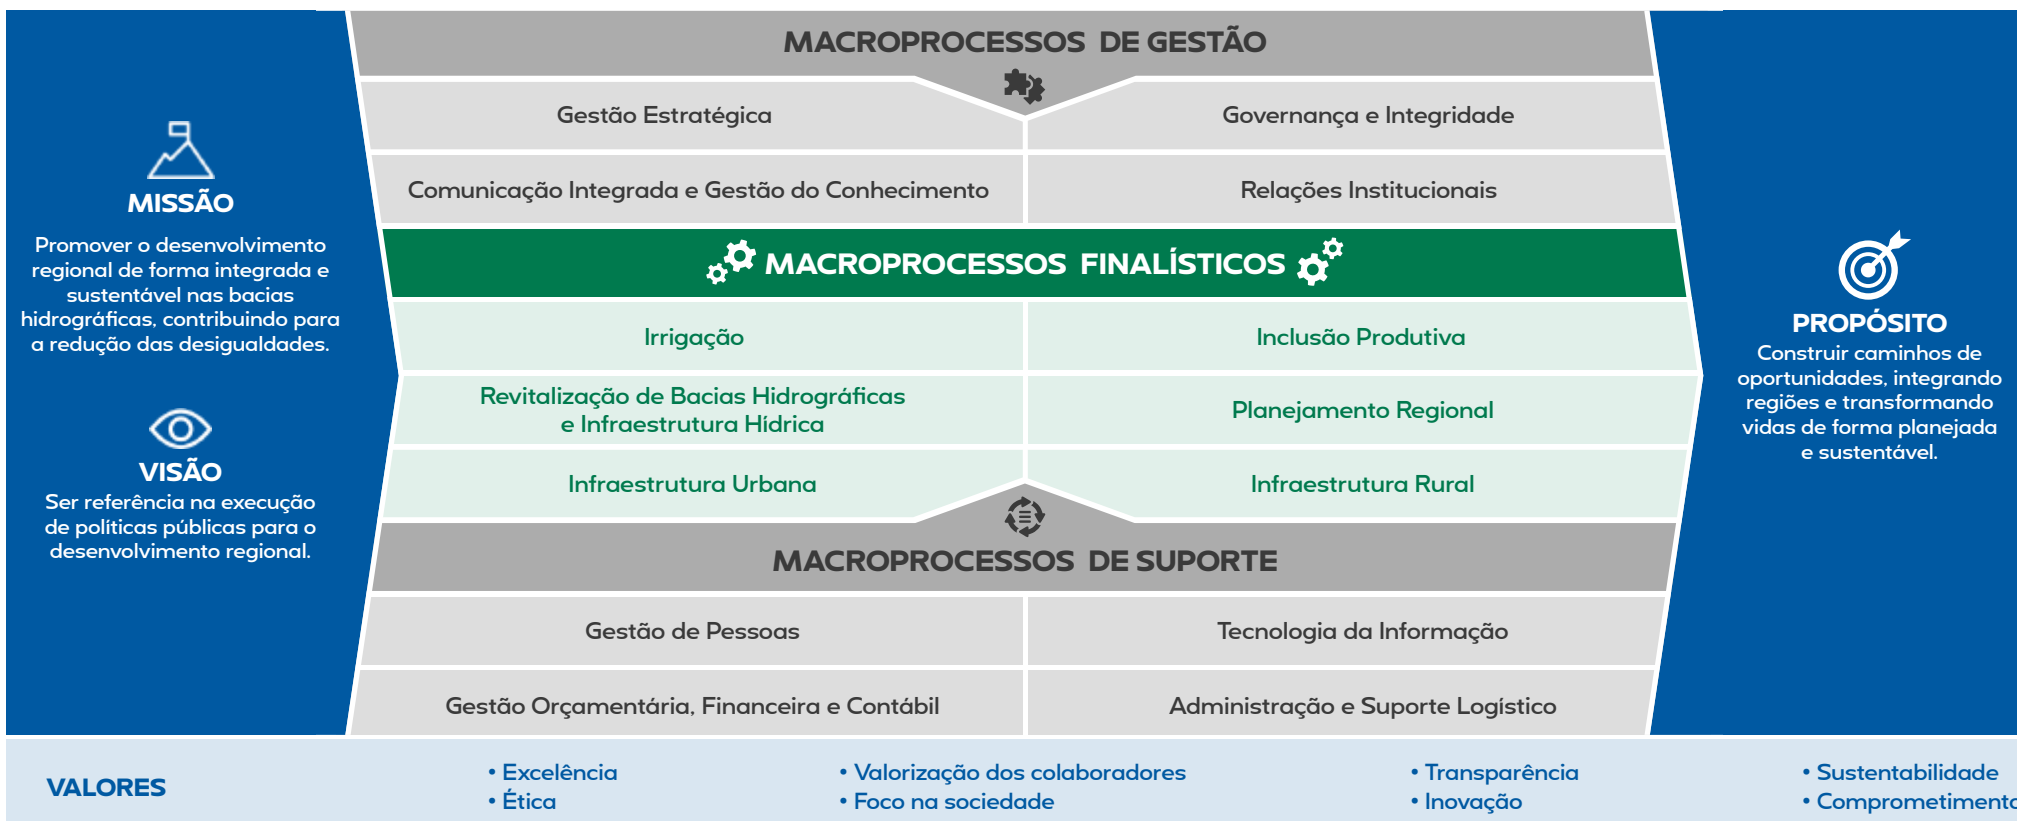 MACROPROCESSOS DE GESTÃO
Gestão Estratégica
Governança e Integridade
Comunicação Integrada e Gestão do Conhecimento
Relações Institucionais
MISSÃO
Promover o desenvolvimento
regional de forma integrada e
sustentável nas bacias
hidrográficas, contribuindo para
a redução das desigualdades.
VISÃO
Ser referência na execução
de políticas públicas para o
desenvolvimento regional.
MACROPROCESSOS FINALÍSTICOS
Irrigação
Inclusão Produtiva
Revitalização de Bacias Hidrográficas
e Infraestrutura Hídrica
Planejamento Regional
Infraestrutura Urbana
Infraestrutura Rural
PROPÓSITO
Construir caminhos de
oportunidades, integrando
regiões e transformando
vidas de forma planejada
e sustentável.
MACROPROCESSOS DE SUPORTE
Gestão de Pessoas
Tecnologia da Informação
Gestão Orçamentária, Financeira e Contábil
Administração e Suporte Logístico
VALORES
• Excelência
• Ética
• Valorização dos colaboradores
• Foco na sociedade
• Transparência
• Inovação
• Sustentabilidade
• Comprometimento